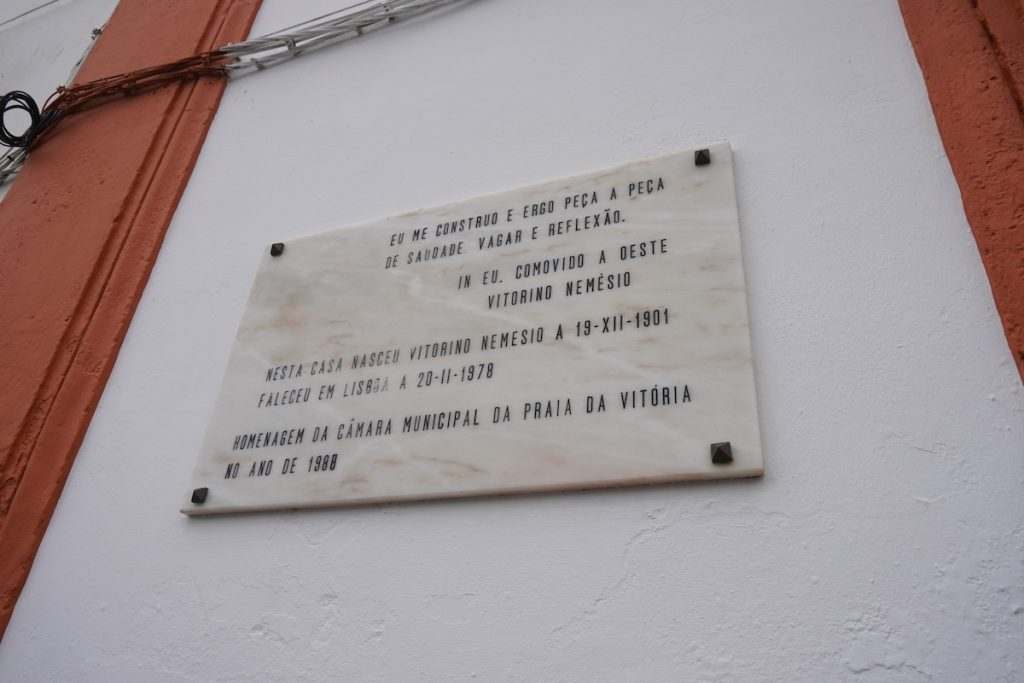 EU ME CONSTRUO E ERGO PEÇA A PEÇA
DE SAUDADE, VAGAR E REFLEXÃO.
IN EU, COMOVIDO A OESTE
VITORINO NEMÉSIO
NESTA CASA NASCEU VITORINO NEMÉSIO A 19-XII-1901
FALECEU EM LISBOA A 20-II-1978
HOMENAGEM DA CÂMARA MUNICIPAL DA PRAIA DA VITÓRIA
NO ANO DE 1988